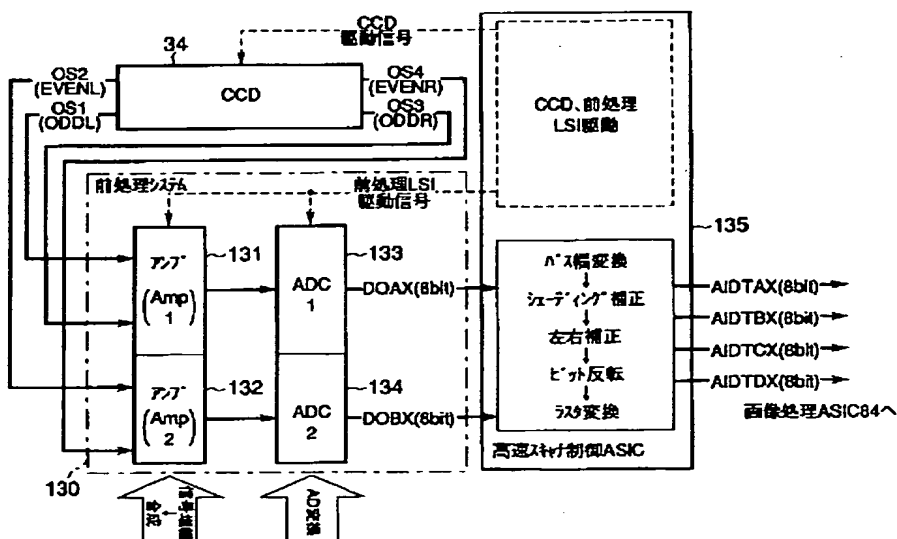 CCD
駆動信号
34
OS2
(EVENL)
OS1
(ODDL)
CCD
OS4
(EVENR)
OS3
(ODDR)
CCD、前処理
LSI駆動
前処理システム
前処理LSI
駆動信号
135
アンプ
(Amp
1)
131
ADC
1
133
DOAX(8bit)
バス幅変換
シェーディング補正
左右補正
ビット反転
ラスタ変換
AIDTAX(8bit)
AIDTBX(8bit)
AIDTCX(8bit)
AIDTDX(8bit)
アンプ
(Amp
2)
132
ADC
2
134
DOBX(8bit)
画像処理ASIC84へ
高速スキャナ制御ASIC
130
信号増幅
合成
AD変換